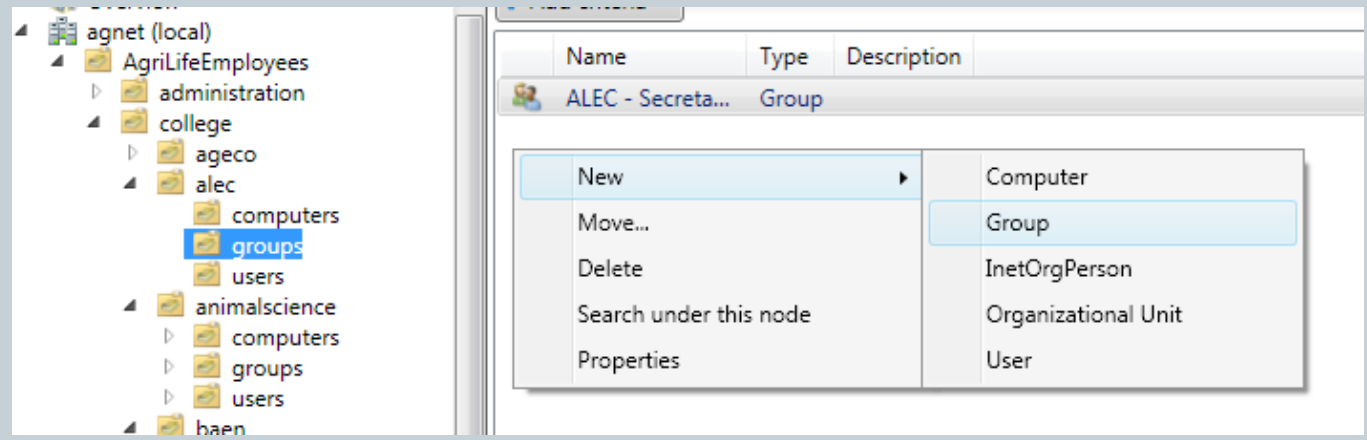 agnet (local)
AgriLifeEmployees
administration
college
ageco
alec
computers
groups
users
animalscience
computers
groups
users
baen
Name Type Description
ALEC - Secreta... Group
New
Move...
Delete
Search under this node
Properties
Computer
Group
InetOrgPerson
Organizational Unit
User